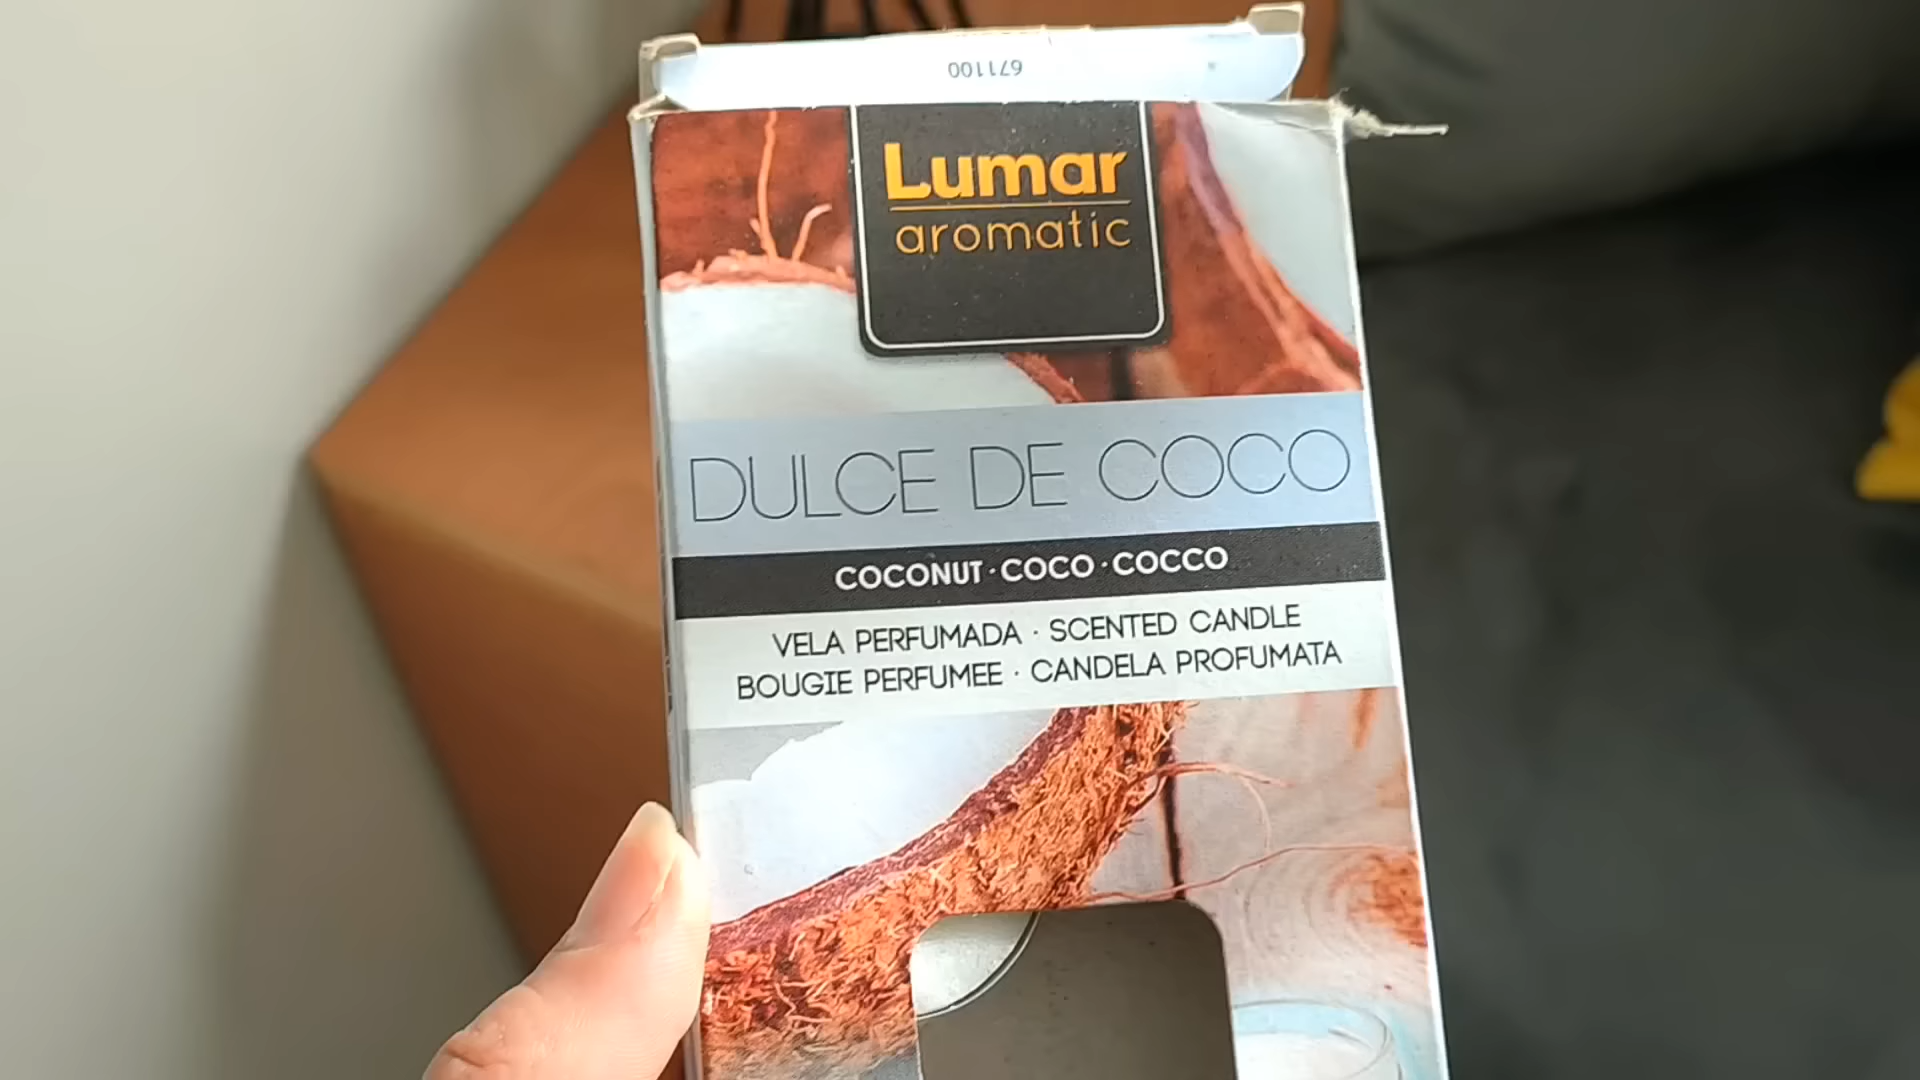 671100
Lumar
aromatic
DULCE DE COCO
COCONUT · COCO · COCCO
VELA PERFUMADA · SCENTED CANDLE
BOUGIE PERFUMEE · CANDELA PROFUMATA